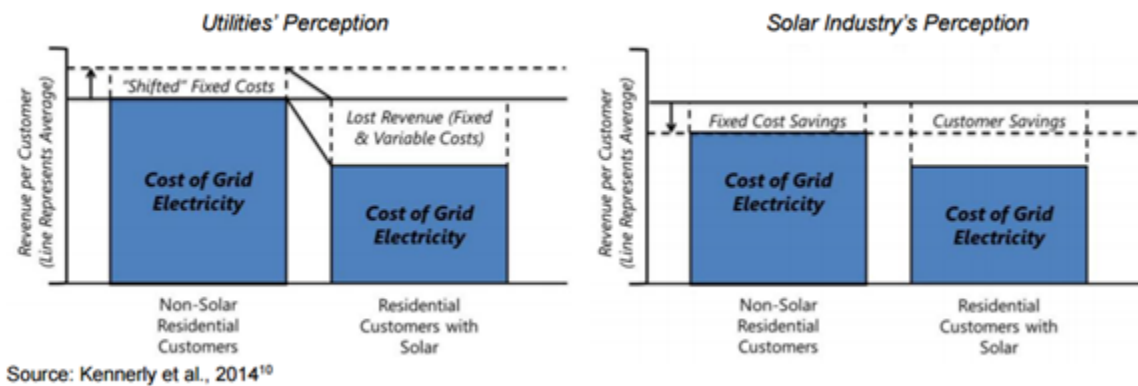 Utilities' Perception
Revenue per Customer
(Line Represents Average)
"Shifted" Fixed Costs
Lost Revenue (Fixed
& Variable Costs)
Cost of Grid
Electricity
Cost of Grid
Electricity
Non-Solar
Residential
Customers
Residential
Customers with
Solar
Solar Industry's Perception
Revenue per Customer
(Line Represents Average)
Fixed Cost Savings
Customer Savings
Cost of Grid
Electricity
Cost of Grid
Electricity
Non-Solar
Residential
Customers
Residential
Customers with
Solar
Source: Kennerly et al., 2014¹⁰